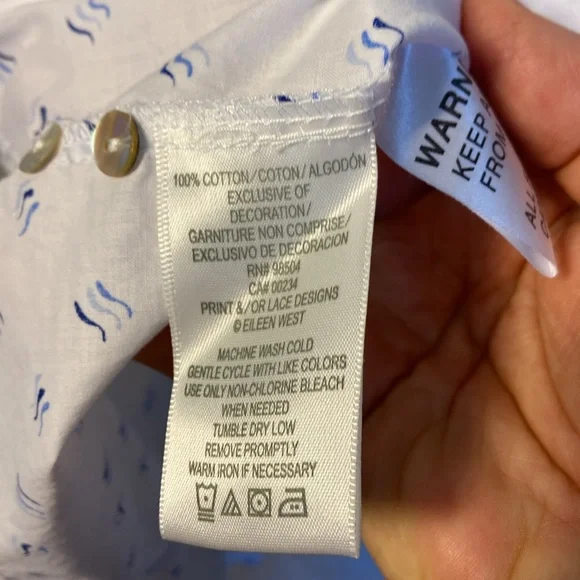 100% COTTON/COTON/ALGODÓN
EXCLUSIVE OF
DECORATION/
GARNITURE NON COMPRISE/
EXCLUSIVO DE DECORACION
RN# 98504
CA# 00234
PRINT &/OR LACE DESIGNS
© EILEEN WEST
MACHINE WASH COLD
GENTLE CYCLE WITH LIKE COLORS
USE ONLY NON-CHLORINE BLEACH
WHEN NEEDED
TUMBLE DRY LOW
REMOVE PROMPTLY
WARM IRON IF NECESSARY
KEEP
FROM